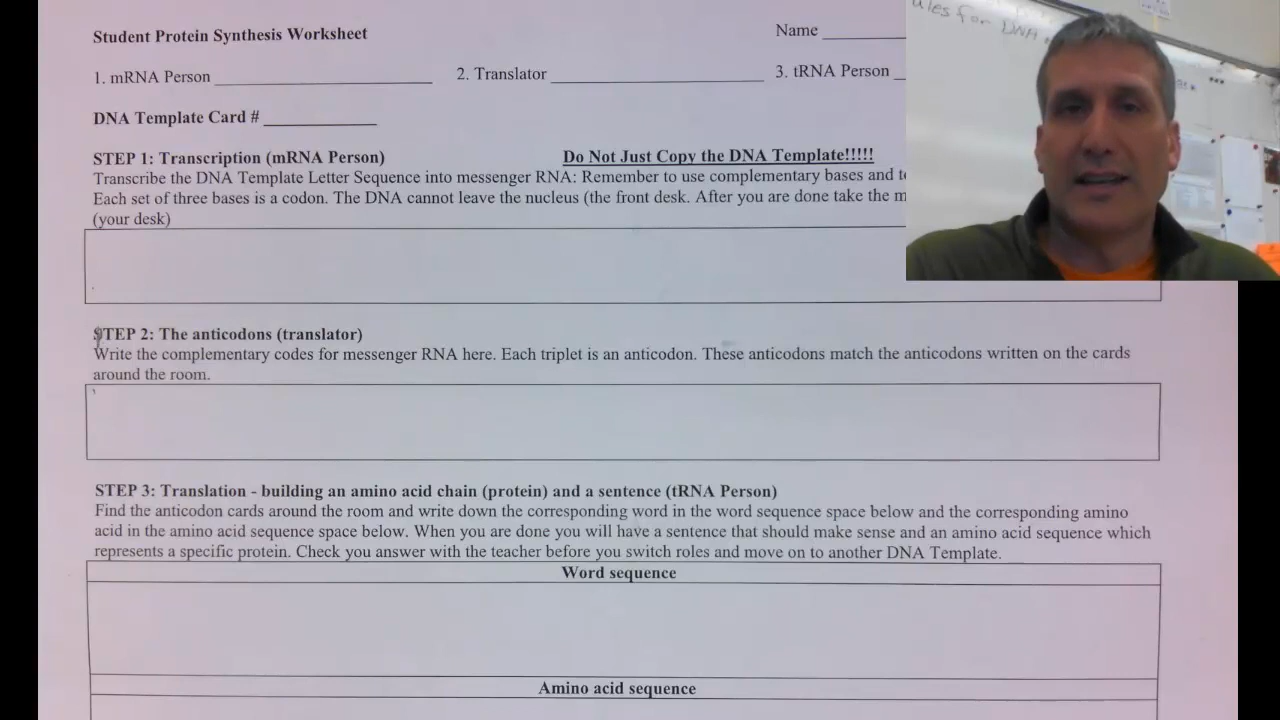 Student Protein Synthesis Worksheet
Name
1. mRNA Person
2. Translator
3. tRNA Person
DNA Template Card #
STEP 1: Transcription (mRNA Person)
Do Not Just Copy the DNA Template!!!!!
Transcribe the DNA Template Letter Sequence into messenger RNA: Remember to use complementary bases and
Each set of three bases is a codon. The DNA cannot leave the nucleus (the front desk. After you are done take the
(your desk)
STEP 2: The anticodons (translator)
Write the complementary codes for messenger RNA here. Each triplet is an anticodon. These anticodons match the anticodons written on the cards
around the room.
STEP 3: Translation - building an amino acid chain (protein) and a sentence (tRNA Person)
Find the anticodon cards around the room and write down the corresponding word in the word sequence space below and the corresponding amino
acid in the amino acid sequence space below. When you are done you will have a sentence that should make sense and an amino acid sequence which
represents a specific protein. Check you answer with the teacher before you switch roles and move on to another DNA Template.
Word sequence
Amino acid sequence
for DNA